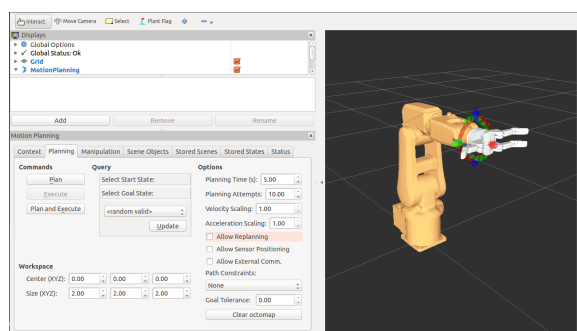 Interact Move Camera Select Plant Flag
Displays
Global Options
Global Status: Ok
Grid
MotionPlanning
Add Remove Rename
Motion Planning
Context Planning Manipulation Scene Objects Stored Scenes Stored States Status
Commands Query Options
Plan Select Start State: Planning Time (s): 5.00
Execute Select Goal State: Planning Attempts: 10.00
Plan and Execute <random valid> Velocity Scaling: 1.00
Update Acceleration Scaling: 1.00
Allow Replanning
Allow Sensor Positioning
Allow External Comm.
Workspace Path Constraints:
Center (XYZ): 0.00 0.00 0.00 None
Size (XYZ): 2.00 2.00 2.00 Goal Tolerance: 0.00
Clear octomap